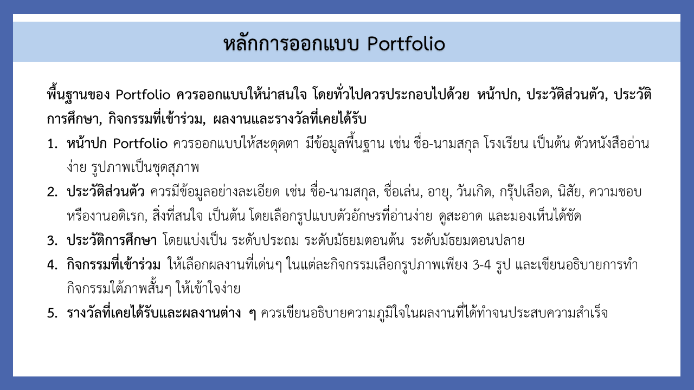 หลักการออกแบบ Portfolio
พื้นฐานของ Portfolio ควรออกแบบให้น่าสนใจ โดยทั่วไปควรประกอบไปด้วย หน้าปก, ประวัติส่วนตัว, ประวัติ
การศึกษา, กิจกรรมที่เข้าร่วม, ผลงานและรางวัลที่เคยได้รับ
1. หน้าปก Portfolio ควรออกแบบให้สะดุดตา มีข้อมูลพื้นฐาน เช่น ชื่อ-นามสกุล โรงเรียน เป็นต้น ตัวหนังสืออ่าน
ง่าย รูปภาพเป็นชุดสุภาพ
2. ประวัติส่วนตัว ควรมีข้อมูลอย่างละเอียด เช่น ชื่อ-นามสกุล, ชื่อเล่น, อายุ, วันเกิด, กรุ๊ปเลือด, นิสัย, ความชอบ
หรืองานอดิเรก, สิ่งที่สนใจ เป็นต้น โดยเลือกรูปแบบตัวอักษรที่อ่านง่าย ดูสะอาด และมองเห็นได้ชัด
3. ประวัติการศึกษา โดยแบ่งเป็น ระดับประถม ระดับมัธยมตอนต้น ระดับมัธยมตอนปลาย
4. กิจกรรมที่เข้าร่วม ให้เลือกผลงานที่เด่นๆ ในแต่ละกิจกรรมเลือกรูปภาพเพียง 3-4 รูป และเขียนอธิบายการทำ
กิจกรรมใต้ภาพสั้นๆ ให้เข้าใจง่าย
5. รางวัลที่เคยได้รับและผลงานต่าง ๆ ควรเขียนอธิบายความภูมิใจในผลงานที่ได้ทำจนประสบความสำเร็จ